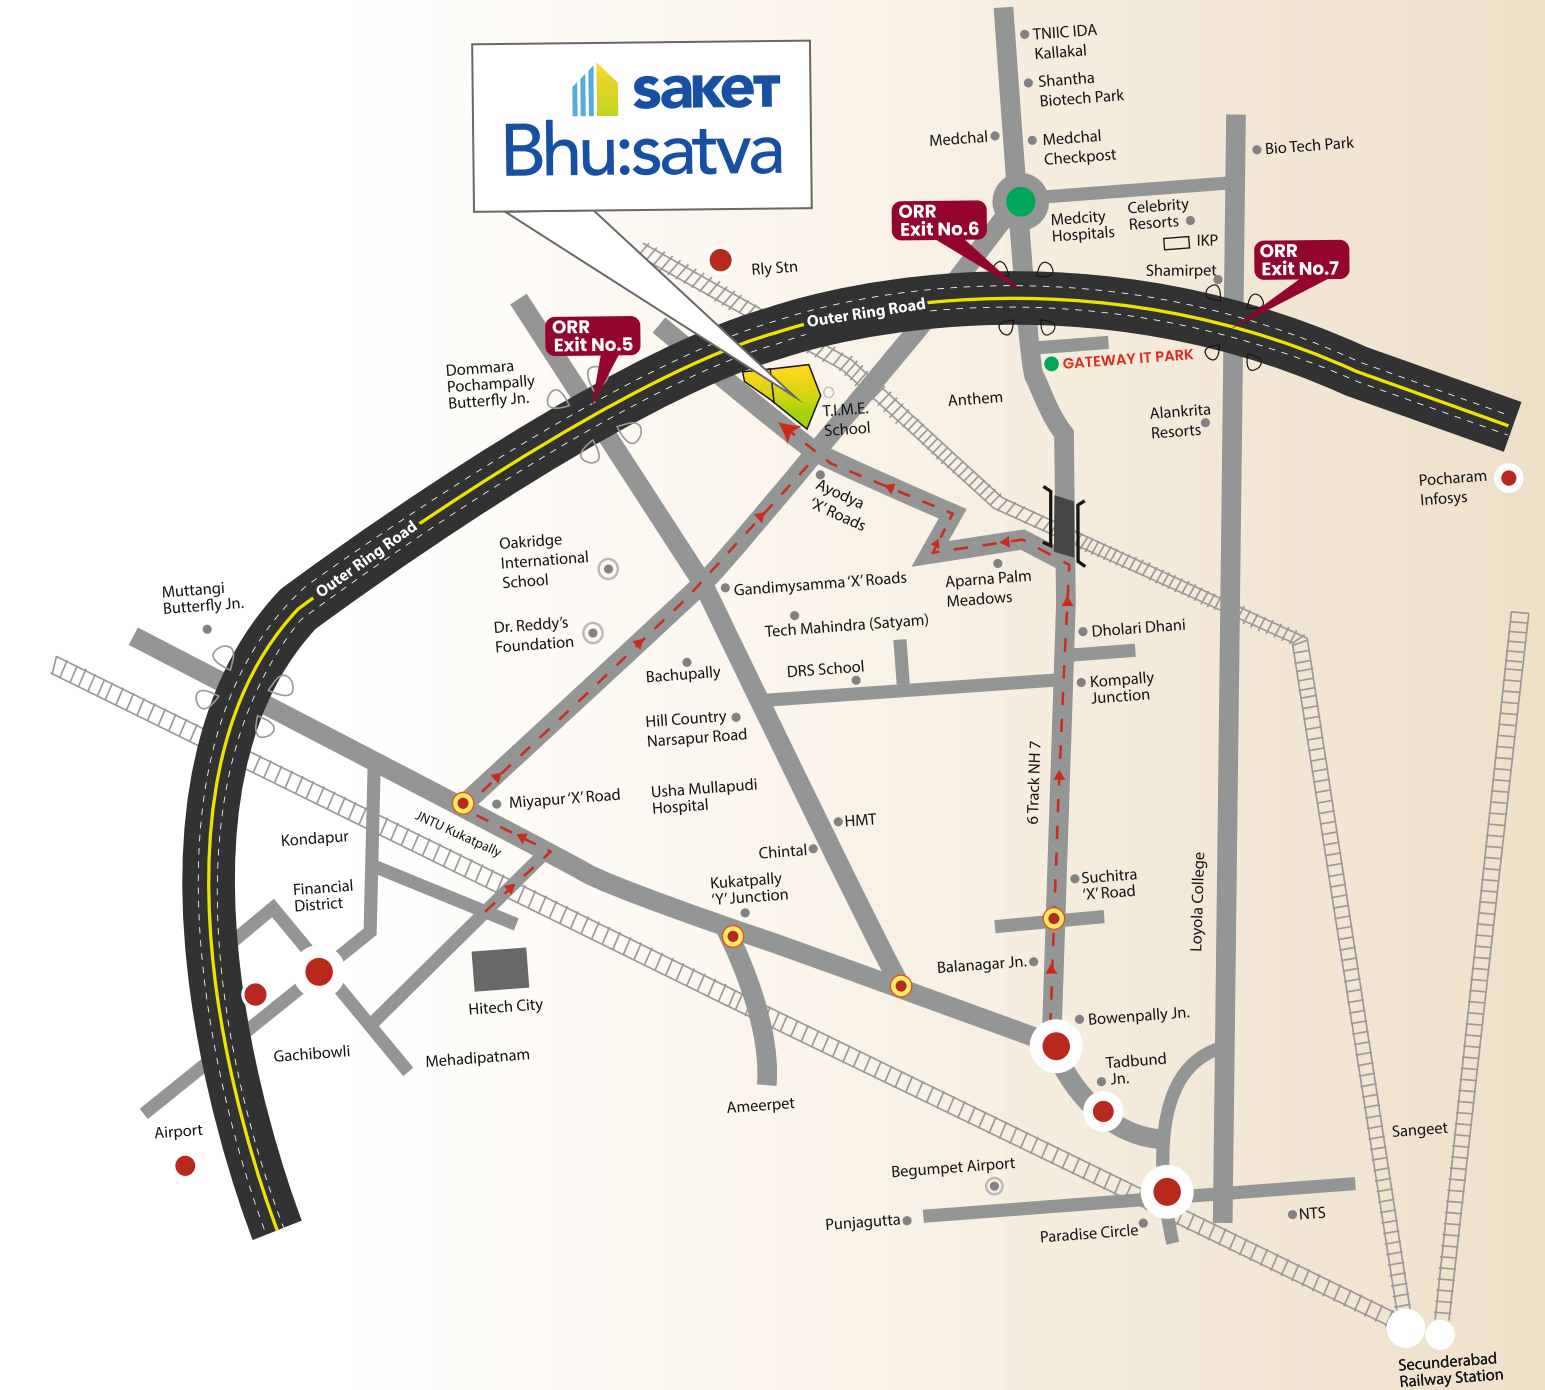 TNIIC IDA
Kallakal
Shantha
Biotech Park
saKeT
Bhu:satva
Medchal
Medchal
Checkpost
Bio Tech Park
ORR
Exit No.6
Medcity
Hospitals
Celebrity
Resorts
IKP
ORR
Exit No.7
Shamirpet
Rly Stn
Outer Ring Road
ORR
Exit No.5
GATEWAY IT PARK
Dommara
Pochampally
Butterfly Jn.
Anthem
T.I.M.E.
School
Alankrita
Resorts
Pocharam
Infosys
Ayodya
'X' Roads
Outer Ring Road
Oakridge
International
School
Muttangi
Butterfly Jn.
Gandimysamma 'X' Roads
Aparna Palm
Meadows
Dr. Reddy's
Foundation
Tech Mahindra (Satyam)
Dholari Dhani
Bachupally
DRS School
Kompally
Junction
Hill Country
Narsapur Road
6 Track NH 7
Usha Mullapudi
Hospital
Miyapur 'X' Road
JNTU Kukatpally
HMT
Kondapur
Chintal
Financial
District
Kukatpally
'Y' Junction
Suchitra
'X' Road
Loyola College
Balanagar Jn.
Hitech City
Bowenpally Jn.
Gachibowli
Mehadipatnam
Tadbund
Jn.
Ameerpet
Airport
Sangeet
Begumpet Airport
Punjagutta
Paradise Circle
NTS
Secunderabad
Railway Station